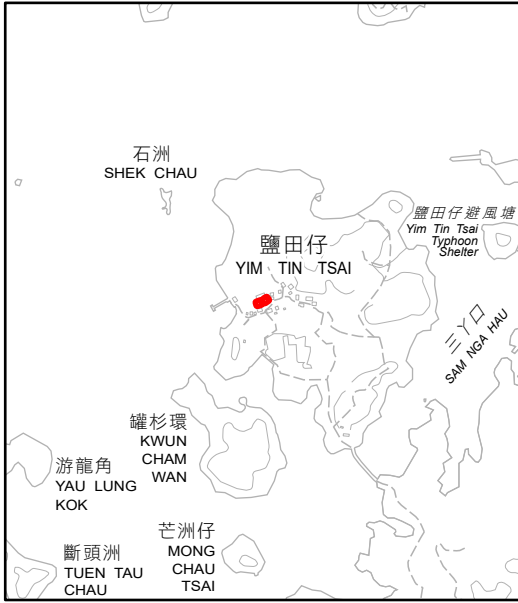 石洲
SHEK CHAU
鹽田仔避風塘
Yim Tin Tsai
Typhoon
Shelter
鹽田仔
YIM TIN TSAI
三丫口
SAM NGA HAU
罐杉環
KWUN
CHAM
WAN
游龍角
YAU LUNG
KOK
芒洲仔
MONG
CHAU
TSAI
斷頭洲
TUEN TAU
CHAU